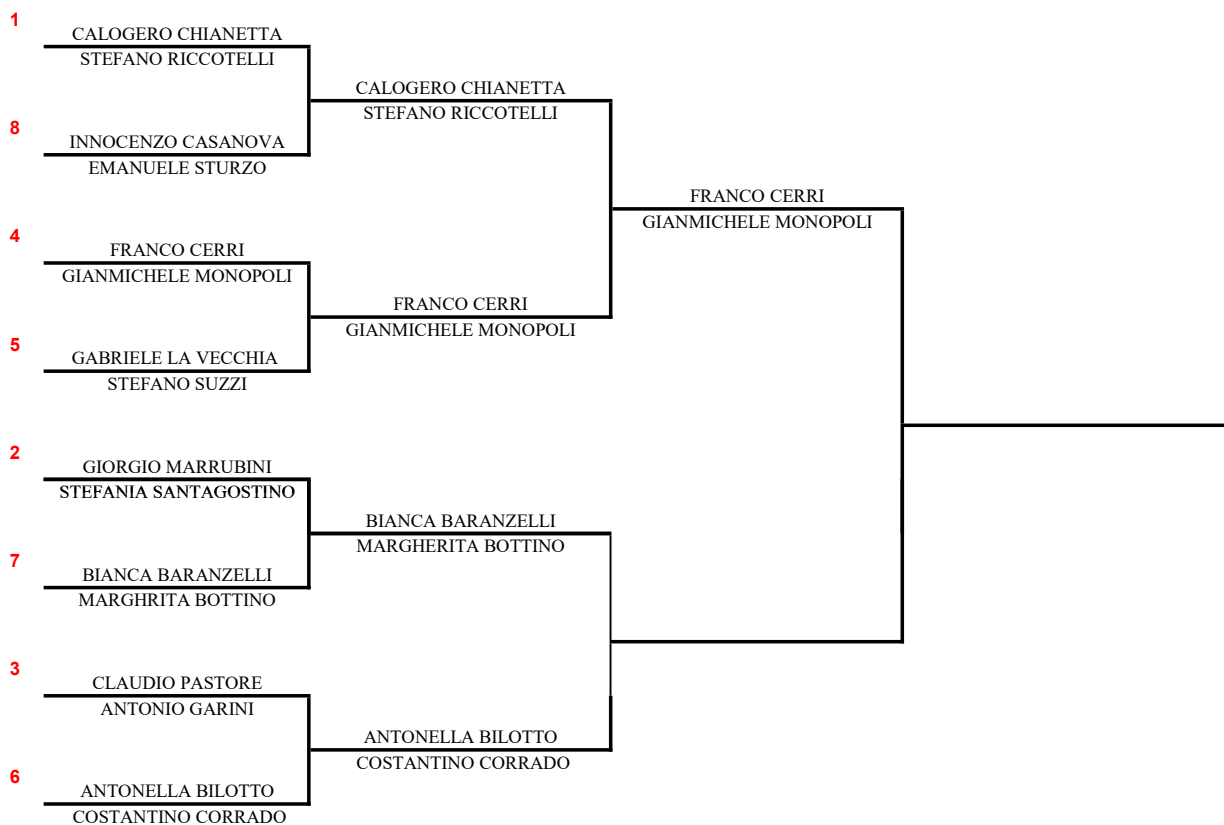 1
CALOGERO CHIANETTA
STEFANO RICCOTELLI
CALOGERO CHIANETTA
STEFANO RICCOTELLI
8
INNOCENZO CASANOVA
EMANUELE STURZO
FRANCO CERRI
GIANMICHELE MONOPOLI
4
FRANCO CERRI
GIANMICHELE MONOPOLI
FRANCO CERRI
GIANMICHELE MONOPOLI
5
GABRIELE LA VECCHIA
STEFANO SUZZI
2
GIORGIO MARRUBINI
STEFANIA SANTAGOSTINO
BIANCA BARANZELLI
MARGHERITA BOTTINO
7
BIANCA BARANZELLI
MARGHRITA BOTTINO
3
CLAUDIO PASTORE
ANTONIO GARINI
ANTONELLA BILOTTO
COSTANTINO CORRADO
6
ANTONELLA BILOTTO
COSTANTINO CORRADO